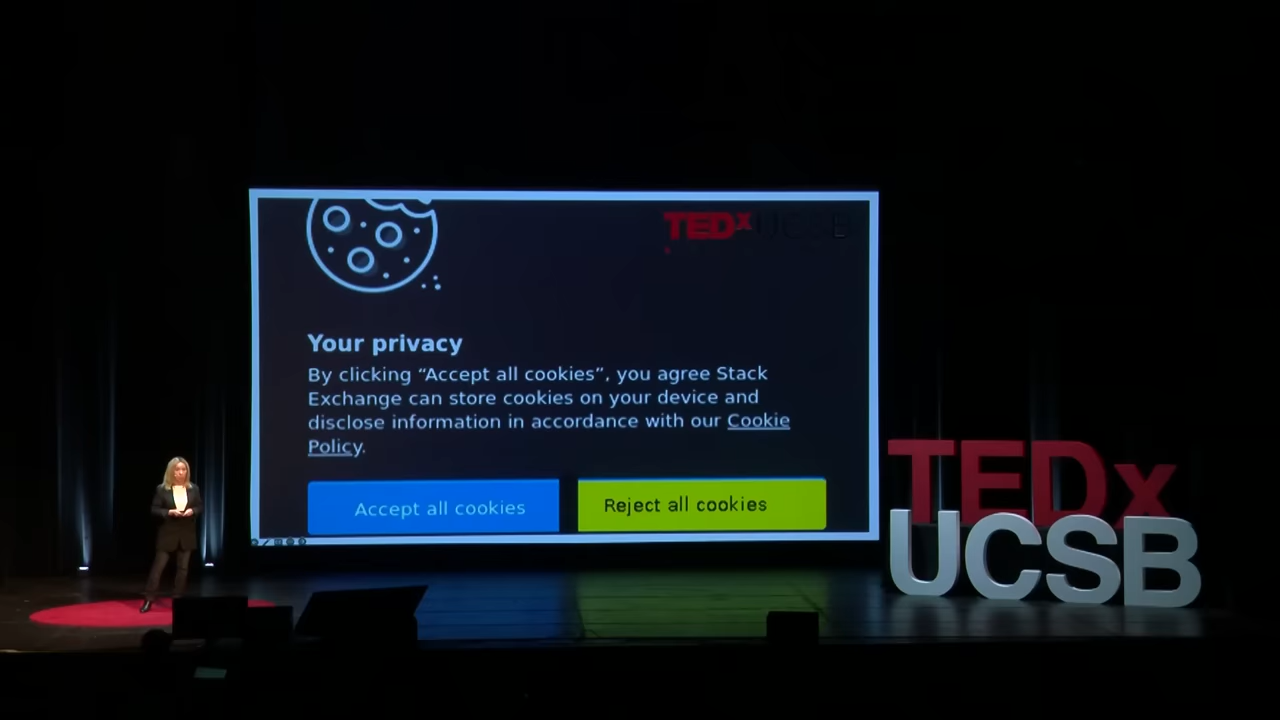 TEDxUCSB
Your privacy
By clicking “Accept all cookies”, you agree Stack
Exchange can store cookies on your device and
disclose information in accordance with our Cookie
Policy.
Accept all cookies
Reject all cookies
TEDx
UCSB